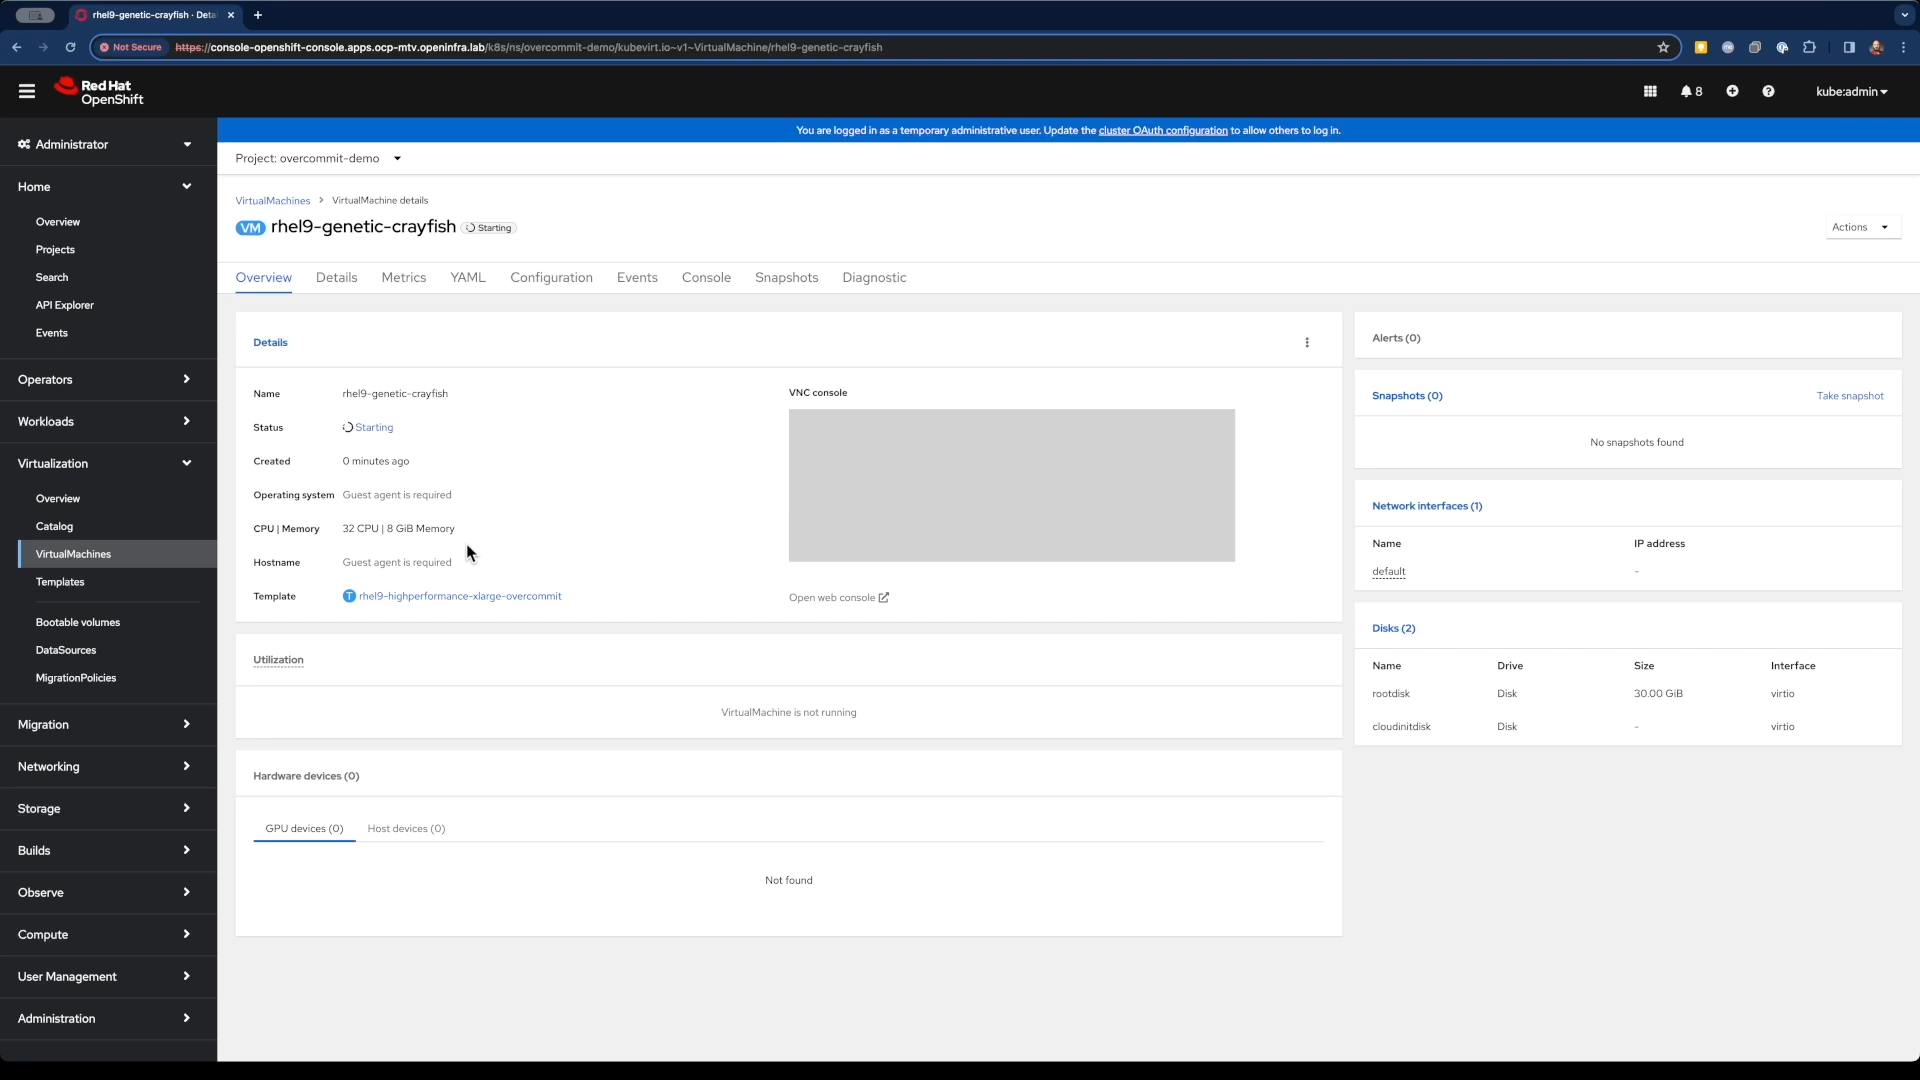 rhel9-genetic-crayfish · Deta
Not Secure https://console-openshift-console.apps.ocp-mtv.openinfra.lab/k8s/ns/overcommit-demo/kubevirt.io~v1~VirtualMachine/rhel9-genetic-crayfish
Red Hat
OpenShift
8
kube:admin
You are logged in as a temporary administrative user. Update the cluster OAuth configuration to allow others to log in.
Administrator
Home
Overview
Projects
Search
API Explorer
Events
Operators
Workloads
Virtualization
Overview
Catalog
VirtualMachines
Templates
Bootable volumes
DataSources
MigrationPolicies
Migration
Networking
Storage
Builds
Observe
Compute
User Management
Administration
Project: overcommit-demo
VirtualMachines > VirtualMachine details
VM rhel9-genetic-crayfish Starting
Actions
Overview Details Metrics YAML Configuration Events Console Snapshots Diagnostic
Details
Name rhel9-genetic-crayfish
Status Starting
Created 0 minutes ago
Operating system Guest agent is required
CPU | Memory 32 CPU | 8 GiB Memory
Hostname Guest agent is required
Template T rhel9-highperformance-xlarge-overcommit
VNC console
Open web console
Utilization
VirtualMachine is not running
Hardware devices (0)
GPU devices (0) Host devices (0)
Not found
Alerts (0)
Snapshots (0) Take snapshot
No snapshots found
Network interfaces (1)
Name IP address
default -
Disks (2)
Name Drive Size Interface
rootdisk Disk 30.00 GiB virtio
cloudinitdisk Disk - virtio